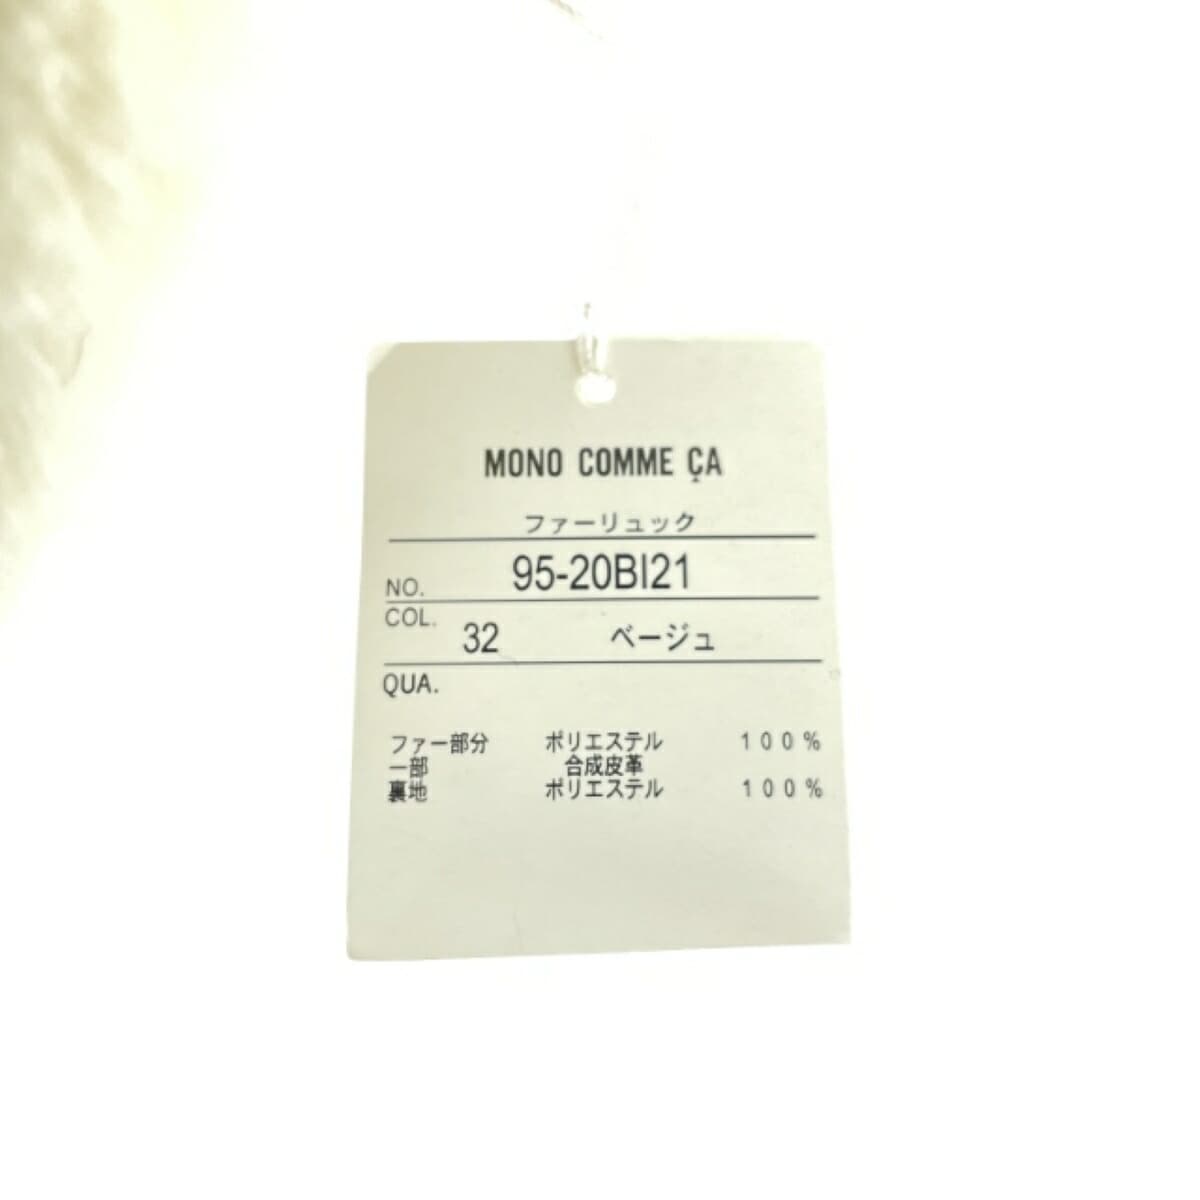 MONO COMME ÇA
ファーリュック
NO. 95-20BI21
COL. 32 ベージュ
QUA.
ファー部分 ポリエステル 100%
一部 合成皮革
裏地 ポリエステル 100%